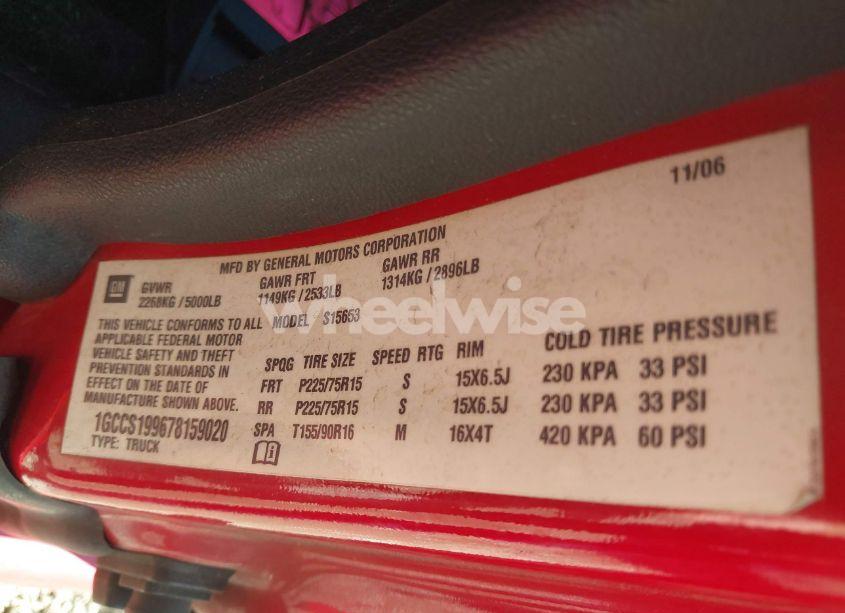 11/06
MFD BY GENERAL MOTORS CORPORATION
GM GVWR GAWR FRT GAWR RR
2268KG / 5000LB 1149KG / 2533LB 1314KG / 2896LB
THIS VEHICLE CONFORMS TO ALL MODEL S15653
APPLICABLE FEDERAL MOTOR
VEHICLE SAFETY AND THEFT
PREVENTION STANDARDS IN
EFFECT ON THE DATE OF
MANUFACTURE SHOWN ABOVE.
1GCCS199678159020
TYPE: TRUCK
SPQG TIRE SIZE SPEED RTG RIM COLD TIRE PRESSURE
FRT P225/75R15 S 15X6.5J 230 KPA 33 PSI
RR P225/75R15 S 15X6.5J 230 KPA 33 PSI
SPA T155/90R16 M 16X4T 420 KPA 60 PSI
wheelwise